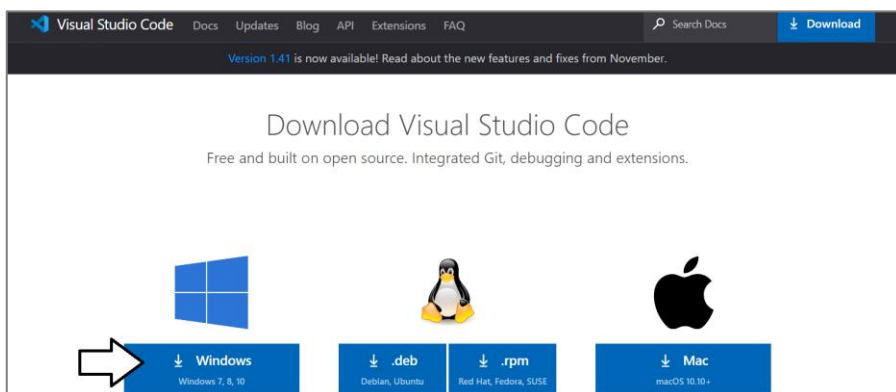 Visual Studio Code Docs Updates Blog API Extensions FAQ Search Docs Download
Version 1.41 is now available! Read about the new features and fixes from November.
Download Visual Studio Code
Free and built on open source. Integrated Git, debugging and extensions.
Windows .deb .rpm Mac
Windows 7, 8, 10 Debian, Ubuntu Red Hat, Fedora, SUSE macOS 10.10+